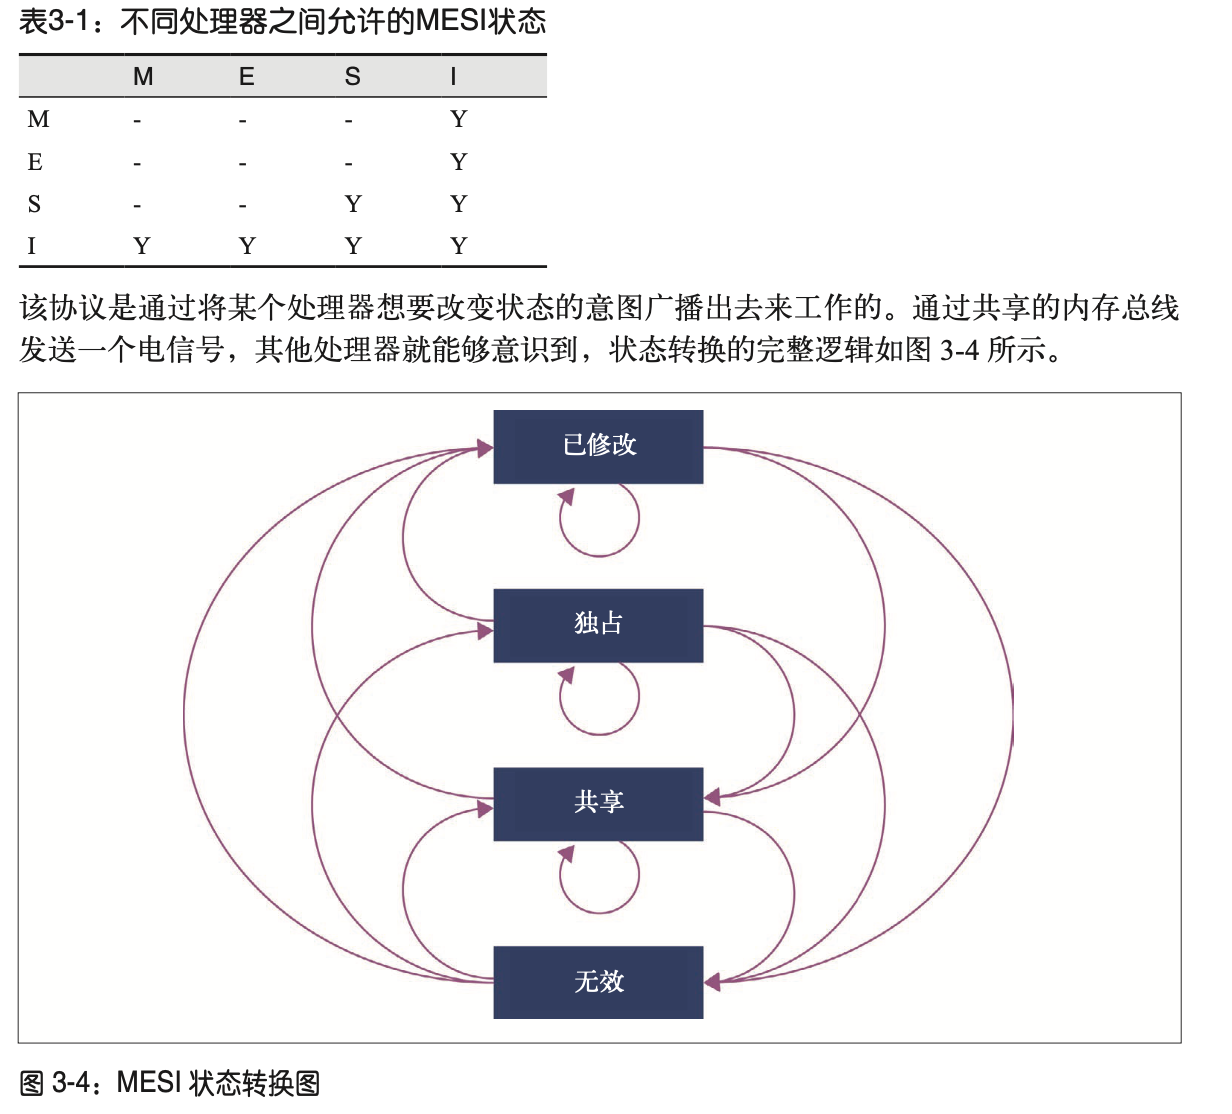 表3-1：不同处理器之间允许的MESI状态
M E S I
M - - - Y
E - - - Y
S - - Y Y
I Y Y Y Y
该协议是通过将某个处理器想要改变状态的意图广播出去来工作的。通过共享的内存总线
发送一个电信号，其他处理器就能够意识到，状态转换的完整逻辑如图 3-4 所示。
已修改
独占
共享
无效
图 3-4：MESI 状态转换图